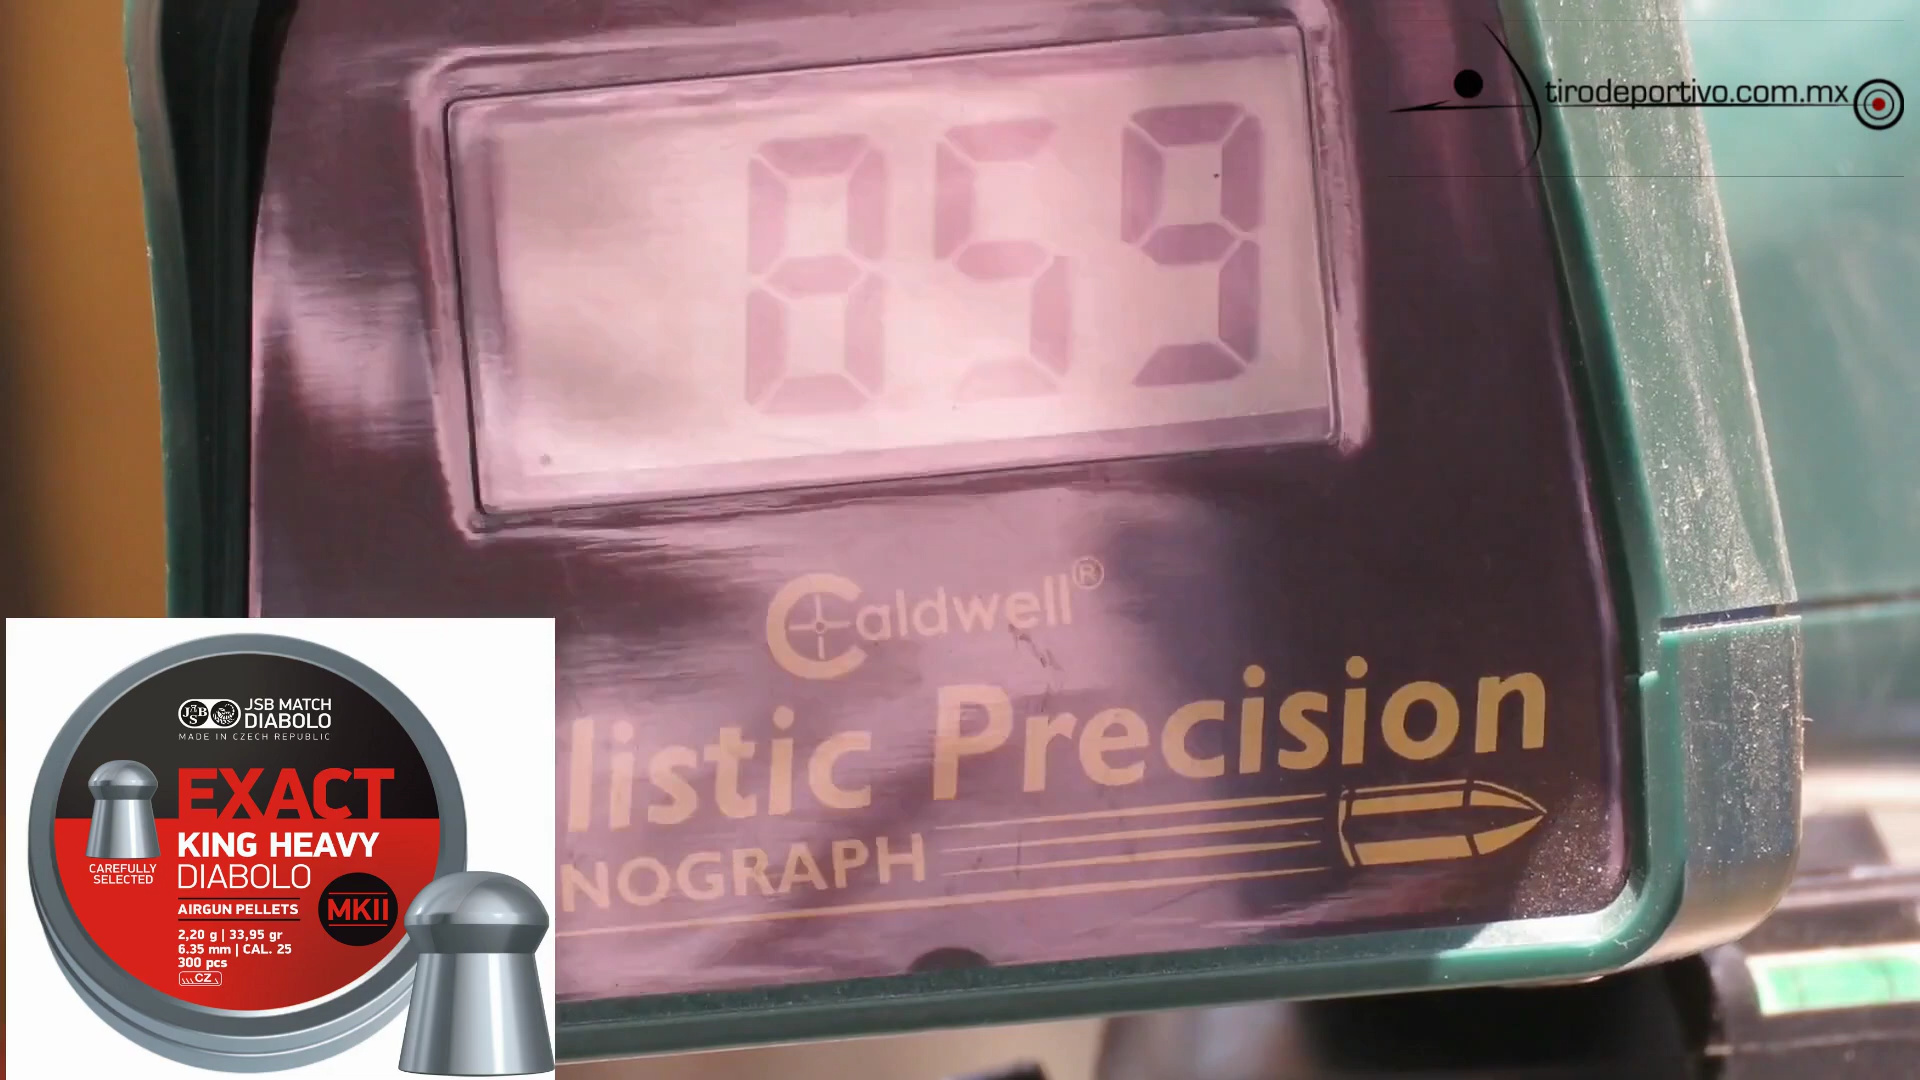 859
tirodeportivo.com.mx
Caldwell®
listic Precision
NOGRAPH
JSB
JSB MATCH
DIABOLO
MADE IN CZECH REPUBLIC
EXACT
KING HEAVY
DIABOLO
CAREFULLY
SELECTED
AIRGUN PELLETS
MKII
2,20 g | 33,95 gr
6.35 mm | CAL. 25
300 pcs
CZ